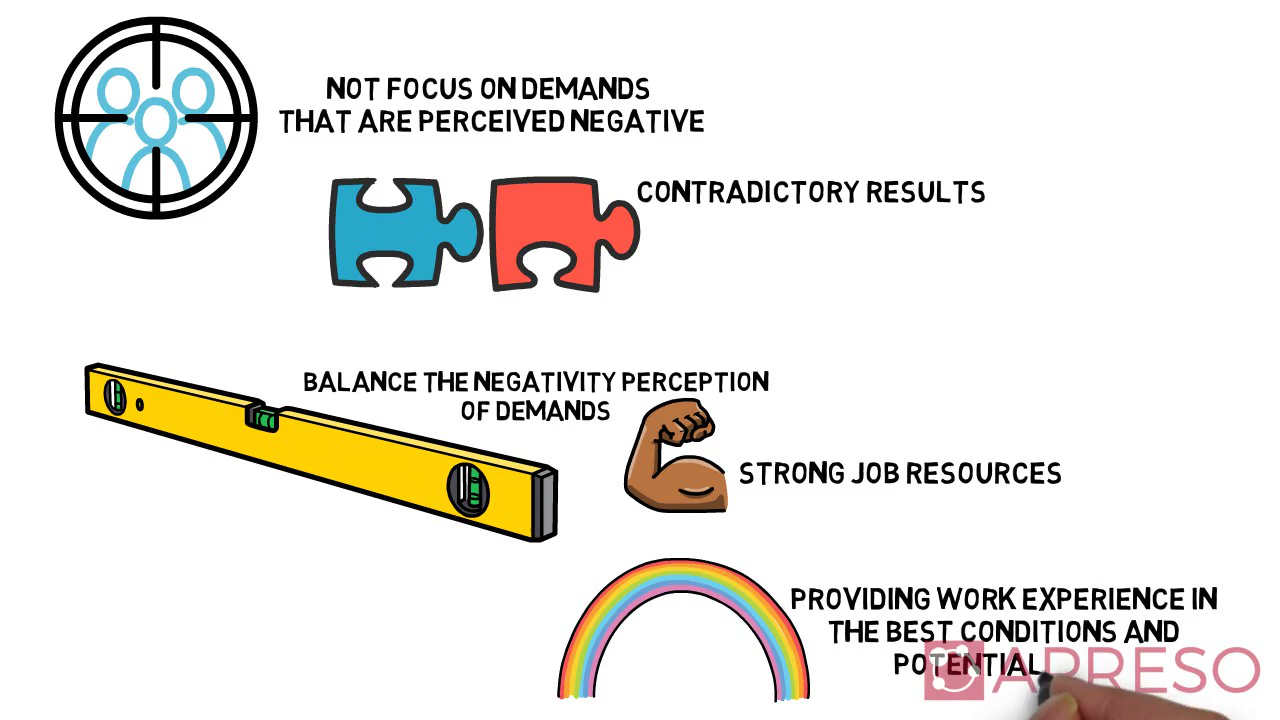 NOT FOCUS ON DEMANDS
THAT ARE PERCEIVED NEGATIVE
CONTRADICTORY RESULTS
BALANCE THE NEGATIVITY PERCEPTION
OF DEMANDS
STRONG JOB RESOURCES
PROVIDING WORK EXPERIENCE IN
THE BEST CONDITIONS AND
POTENTIAL
APRESO